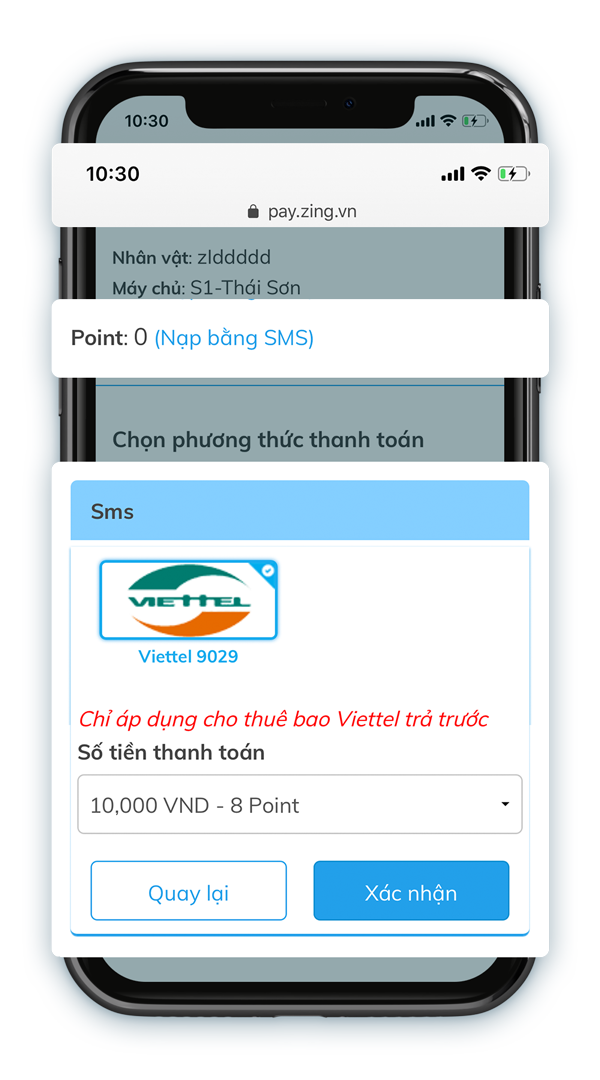 10:30
10:30
pay.zing.vn
Nhân vật: zlddddd
Máy chủ: S1-Thái Sơn
Point: 0 (Nạp bằng SMS)
Chọn phương thức thanh toán
Sms
VIETTEL
Viettel 9029
Chỉ áp dụng cho thuê bao Viettel trả trước
Số tiền thanh toán
10,000 VND - 8 Point
Quay lại Xác nhận